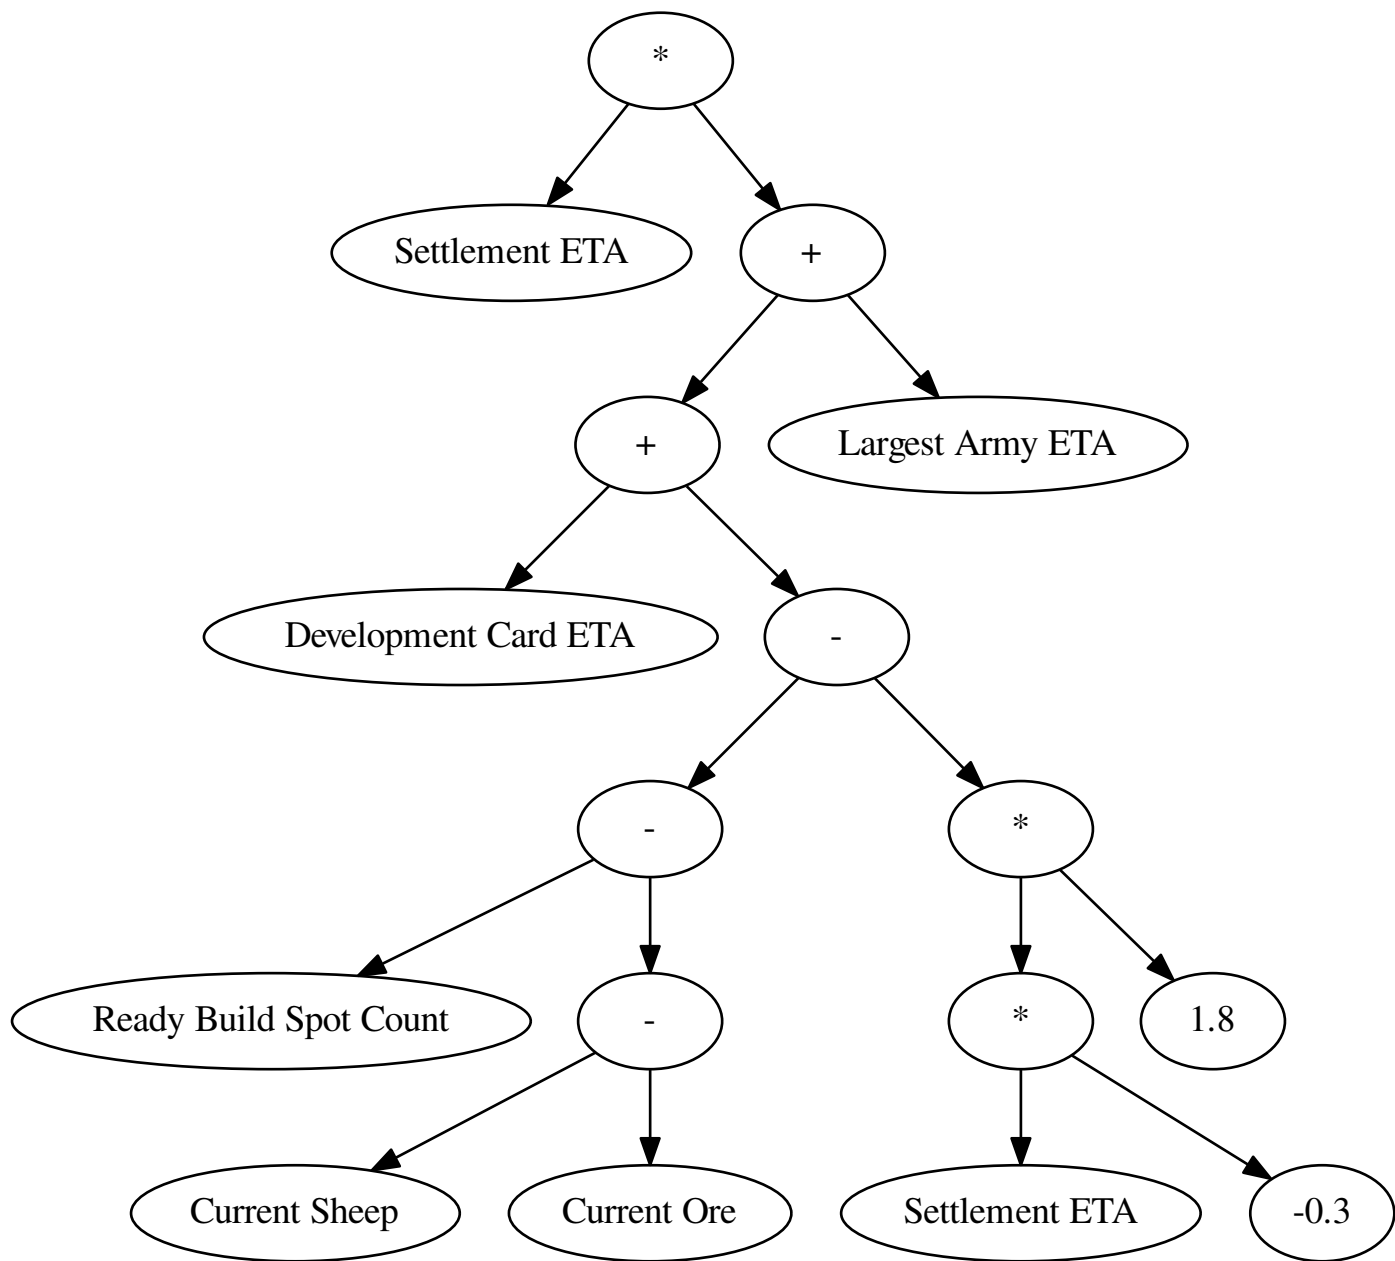 *
Settlement ETA
+
+
Largest Army ETA
Development Card ETA
-
-
*
Ready Build Spot Count
-
*
1.8
Current Sheep
Current Ore
Settlement ETA
-0.3